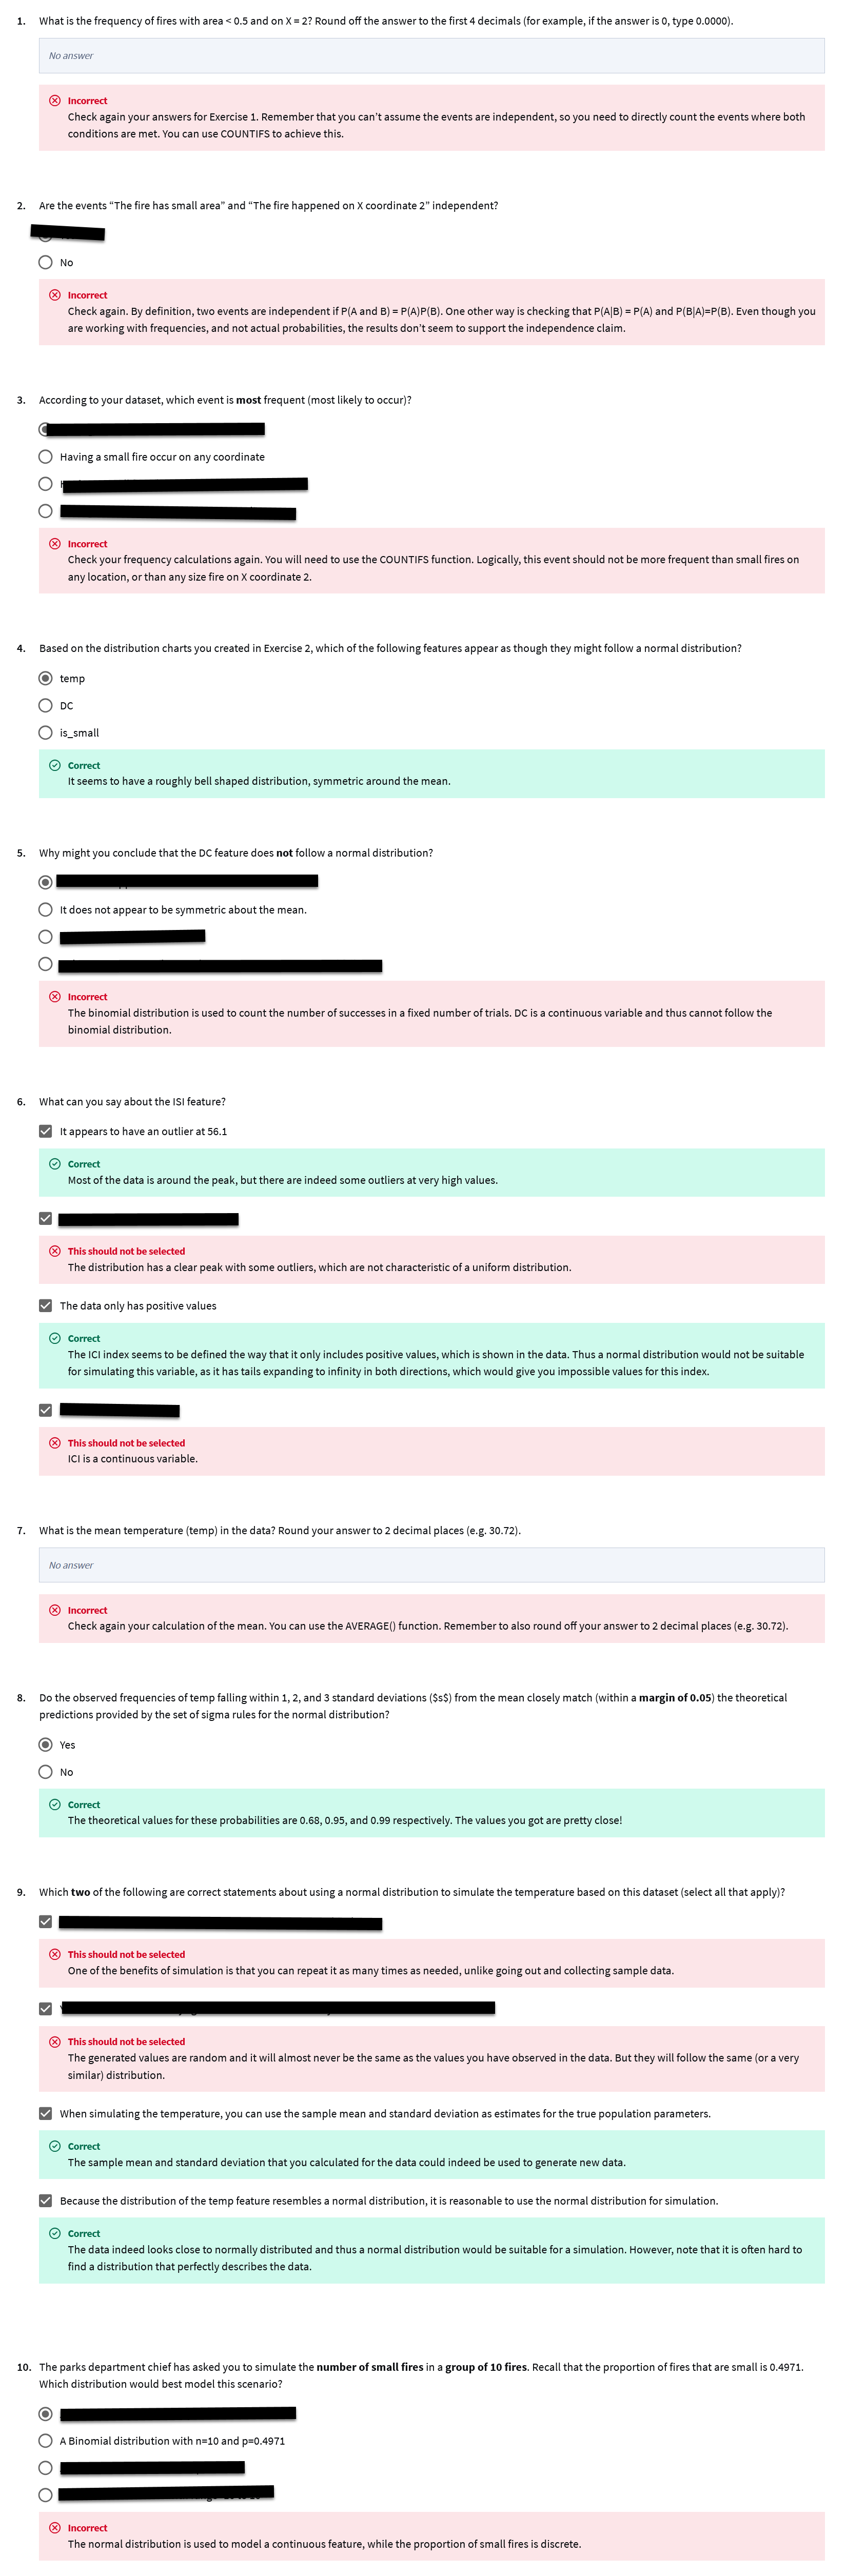 1. What is the frequency of fires with area < 0.5 and on X = 2? Round off the answer to the first 4 decimals (for example, if the answer is 0, type 0.0000).
No answer
Incorrect
Check again your answers for Exercise 1. Remember that you can't assume the events are independent, so you need to directly count the events where both
conditions are met. You can use COUNTIFS to achieve this.
2. Are the events “The fire has small area” and “The fire happened on X coordinate 2” independent?
No
Incorrect
Check again. By definition, two events are independent if P(A and B) = P(A)P(B). One other way is checking that P(A|B) = P(A) and P(B|A)=P(B). Even though you
are working with frequencies, and not actual probabilities, the results don't seem to support the independence claim.
3. According to your dataset, which event is most frequent (most likely to occur)?
Having a small fire occur on any coordinate
Incorrect
Check your frequency calculations again. You will need to use the COUNTIFS function. Logically, this event should not be more frequent than small fires on
any location, or than any size fire on X coordinate 2.
4. Based on the distribution charts you created in Exercise 2, which of the following features appear as though they might follow a normal distribution?
temp
DC
is_small
Correct
It seems to have a roughly bell shaped distribution, symmetric around the mean.
5. Why might you conclude that the DC feature does not follow a normal distribution?
It does not appear to be symmetric about the mean.
Incorrect
The binomial distribution is used to count the number of successes in a fixed number of trials. DC is a continuous variable and thus cannot follow the
binomial distribution.
6. What can you say about the ISI feature?
It appears to have an outlier at 56.1
Correct
Most of the data is around the peak, but there are indeed some outliers at very high values.
This should not be selected
The distribution has a clear peak with some outliers, which are not characteristic of a uniform distribution.
The data only has positive values
Correct
The ICI index seems to be defined the way that it only includes positive values, which is shown in the data. Thus a normal distribution would not be suitable
for simulating this variable, as it has tails expanding to infinity in both directions, which would give you impossible values for this index.
This should not be selected
ICI is a continuous variable.
7. What is the mean temperature (temp) in the data? Round your answer to 2 decimal places (e.g. 30.72).
No answer
Incorrect
Check again your calculation of the mean. You can use the AVERAGE() function. Remember to also round off your answer to 2 decimal places (e.g. 30.72).
8. Do the observed frequencies of temp falling within 1, 2, and 3 standard deviations ($s$) from the mean closely match (within a margin of 0.05) the theoretical
predictions provided by the set of sigma rules for the normal distribution?
Yes
No
Correct
The theoretical values for these probabilities are 0.68, 0.95, and 0.99 respectively. The values you got are pretty close!
9. Which two of the following are correct statements about using a normal distribution to simulate the temperature based on this dataset (select all that apply)?
This should not be selected
One of the benefits of simulation is that you can repeat it as many times as needed, unlike going out and collecting sample data.
This should not be selected
The generated values are random and it will almost never be the same as the values you have observed in the data. But they will follow the same (or a very
similar) distribution.
When simulating the temperature, you can use the sample mean and standard deviation as estimates for the true population parameters.
Correct
The sample mean and standard deviation that you calculated for the data could indeed be used to generate new data.
Because the distribution of the temp feature resembles a normal distribution, it is reasonable to use the normal distribution for simulation.
Correct
The data indeed looks close to normally distributed and thus a normal distribution would be suitable for a simulation. However, note that it is often hard to
find a distribution that perfectly describes the data.
10. The parks department chief has asked you to simulate the number of small fires in a group of 10 fires. Recall that the proportion of fires that are small is 0.4971.
Which distribution would best model this scenario?
A Binomial distribution with n=10 and p=0.4971
Incorrect
The normal distribution is used to model a continuous feature, while the proportion of small fires is discrete.